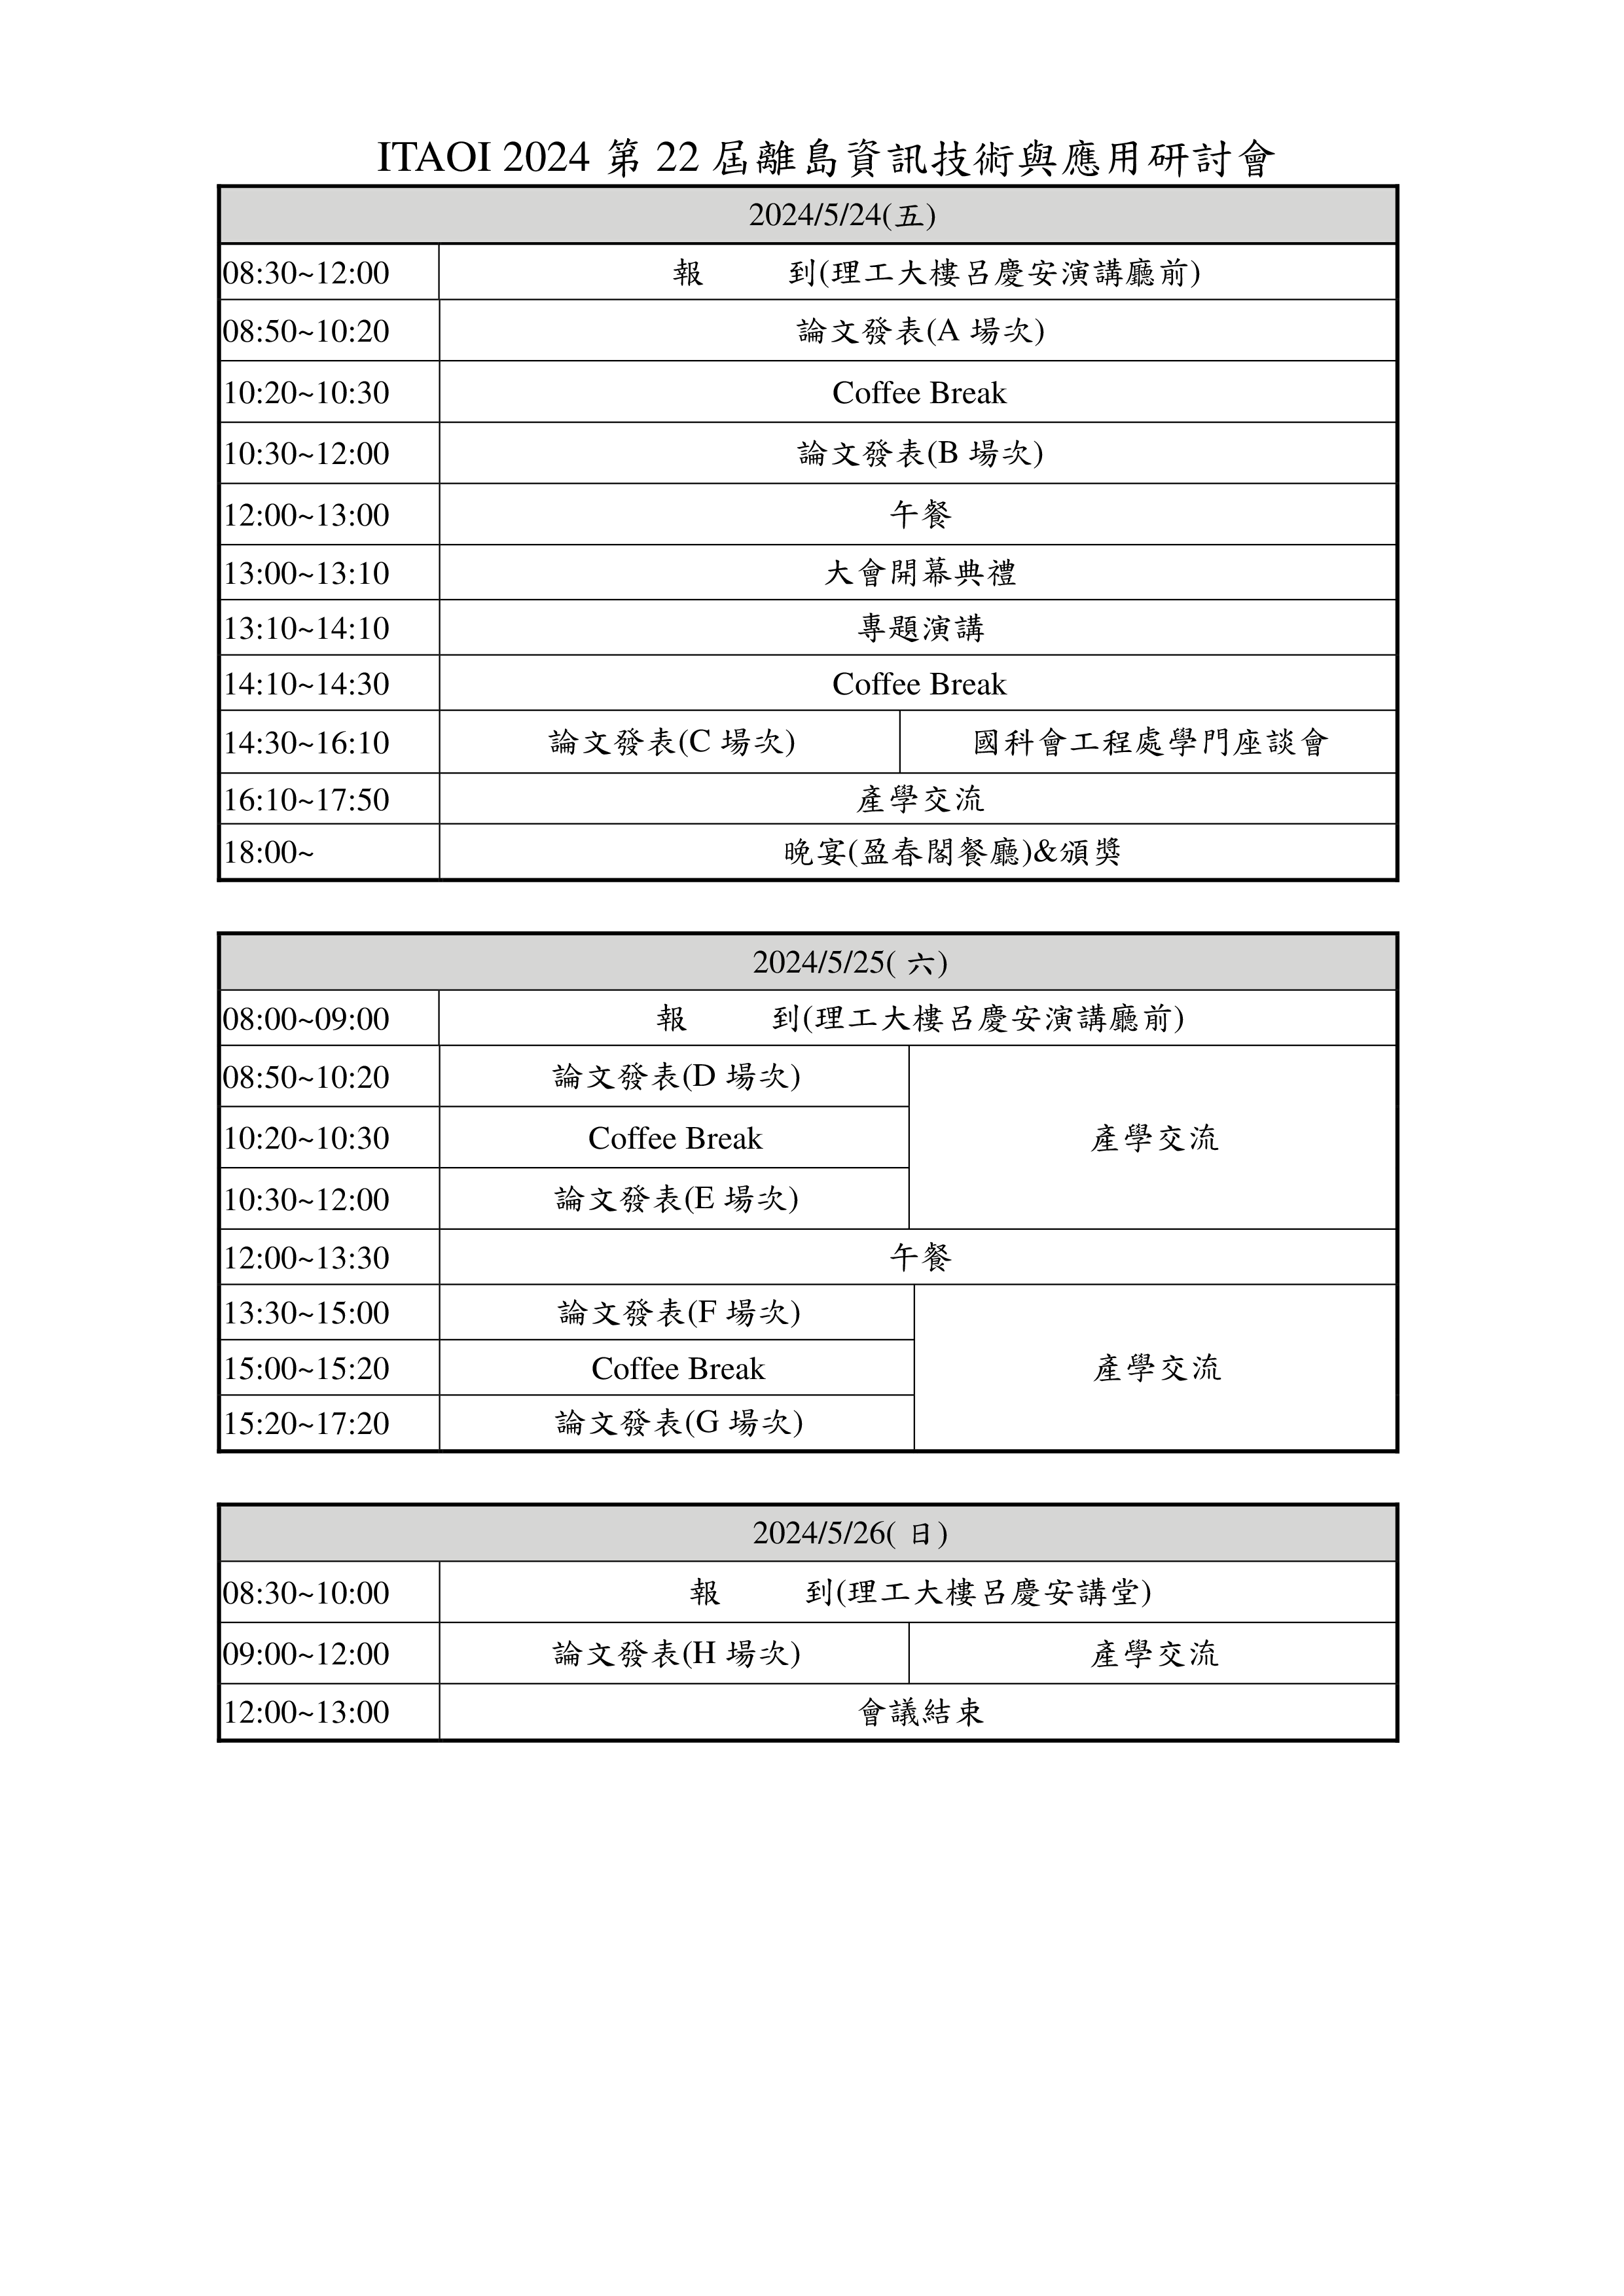 ITAOI 2024 第 22 屆離島資訊技術與應用研討會
2024/5/24(五)
08:30~12:00 報 到(理工大樓呂慶安演講廳前)
08:50~10:20 論文發表(A 場次)
10:20~10:30 Coffee Break
10:30~12:00 論文發表(B 場次)
12:00~13:00 午餐
13:00~13:10 大會開幕典禮
13:10~14:10 專題演講
14:10~14:30 Coffee Break
14:30~16:10 論文發表(C 場次) 國科會工程處學門座談會
16:10~17:50 產學交流
18:00~ 晚宴(盈春閣餐廳)&頒獎
2024/5/25( 六)
08:00~09:00 報 到(理工大樓呂慶安演講廳前)
08:50~10:20 論文發表(D 場次)
10:20~10:30 Coffee Break 產學交流
10:30~12:00 論文發表(E 場次)
12:00~13:30 午餐
13:30~15:00 論文發表(F 場次)
15:00~15:20 Coffee Break 產學交流
15:20~17:20 論文發表(G 場次)
2024/5/26( 日)
08:30~10:00 報 到(理工大樓呂慶安講堂)
09:00~12:00 論文發表(H 場次) 產學交流
12:00~13:00 會議結束